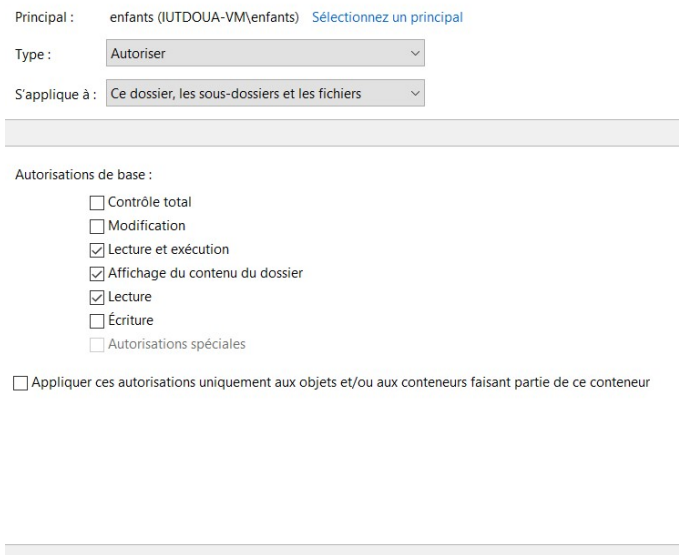 Principal : enfants (IUTDOUA-VM\enfants) Sélectionnez un principal
Type : Autoriser
S'applique à : Ce dossier, les sous-dossiers et les fichiers
Autorisations de base :
Contrôle total
Modification
Lecture et exécution
Affichage du contenu du dossier
Lecture
Écriture
Autorisations spéciales
Appliquer ces autorisations uniquement aux objets et/ou aux conteneurs faisant partie de ce conteneur